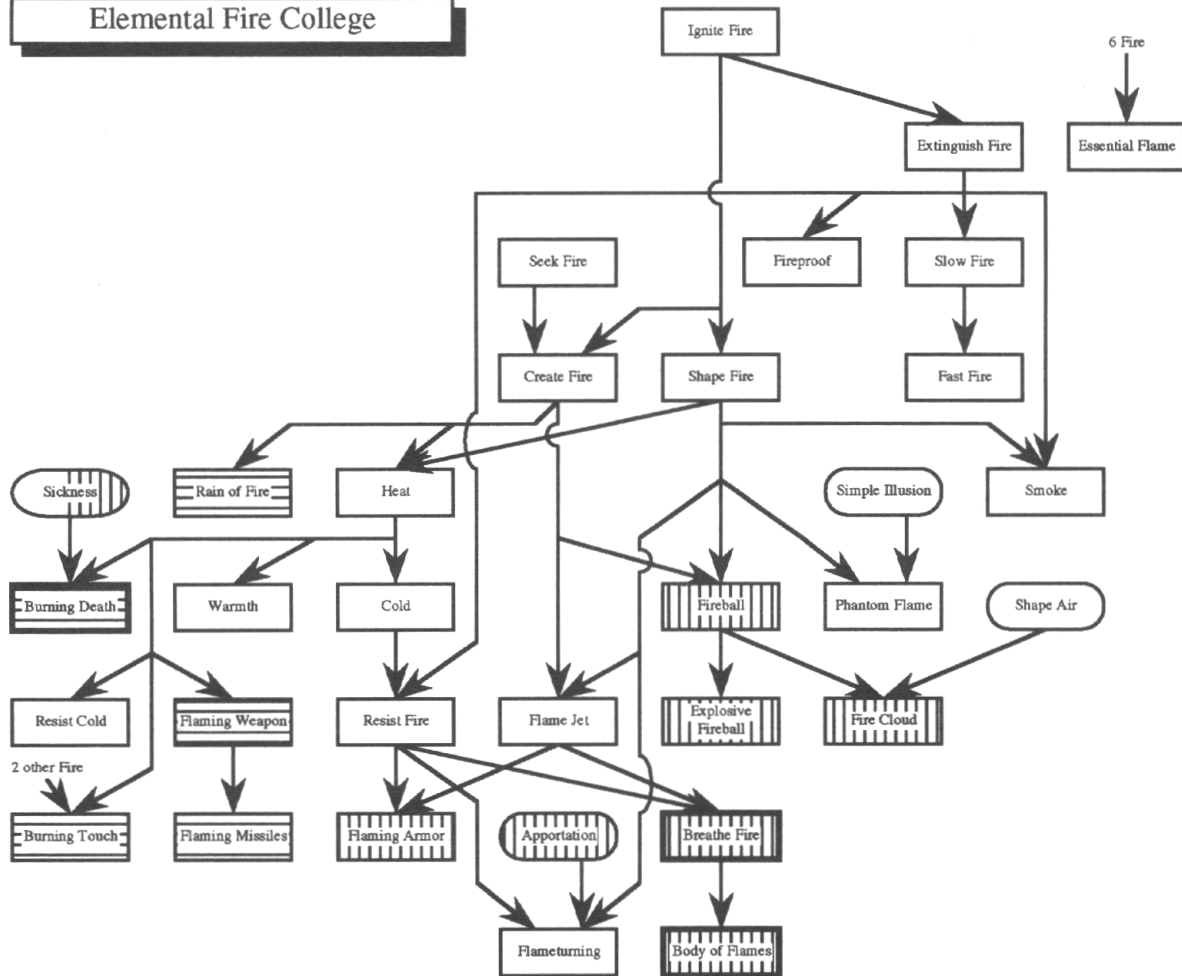 Elemental Fire College
Ignite Fire
6 Fire
Extinguish Fire
Essential Flame
Seek Fire
Fireproof
Slow Fire
Create Fire
Shape Fire
Fast Fire
Sickness
Rain of Fire
Heat
Simple Illusion
Smoke
Burning Death
Warmth
Cold
Fireball
Phantom Flame
Shape Air
Resist Cold
Flaming Weapon
Resist Fire
Flame Jet
Explosive
Fireball
Fire Cloud
2 other Fire
Burning Touch
Flaming Missiles
Flaming Armor
Apportation
Breathe Fire
Flameturning
Body of Flames